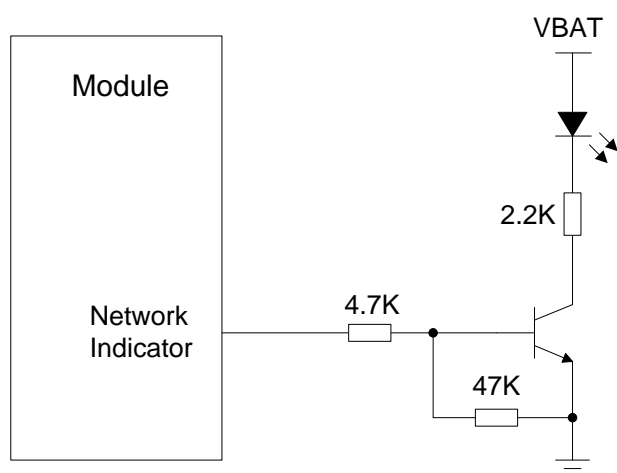 VBAT
Module
2.2K
4.7K
Network
Indicator
47K